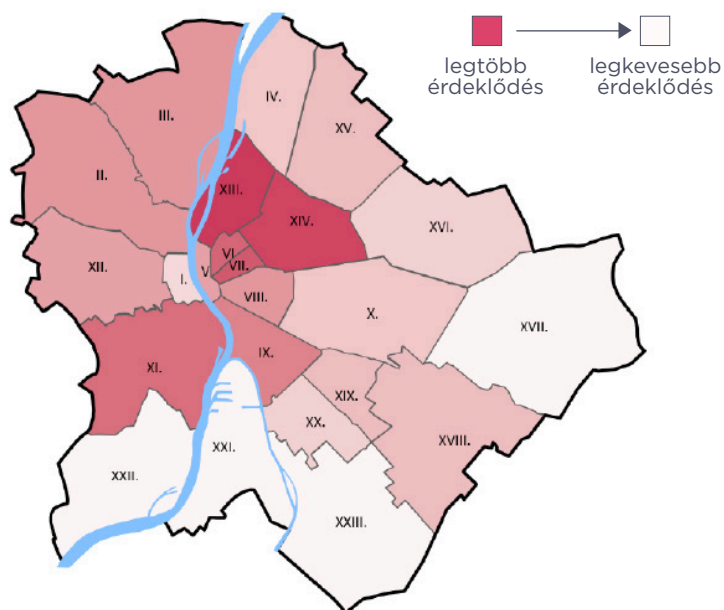 legtöbb
érdeklődés
legkevesebb
érdeklődés
IV.
III.
XV.
II.
XIII.
XIV.
XVI.
VI.
XII.
I.
V.
VII.
VIII.
X.
XVII.
IX.
XI.
XIX.
XX.
XVIII.
XXI.
XXII.
XXIII.